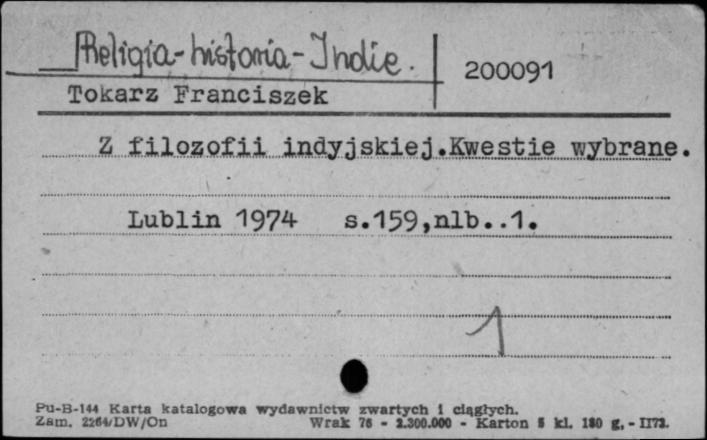 Religia-historia-Indie. 200091
Tokarz Franciszek
Z filozofii indyjskiej.Kwestie wybrane.
Lublin 1974 s.159,nlb..1.
1
Pu-B-144 Karta katalogowa wydawnictw zwartych i ciągłych.
Zam. 2264/DW/On Wrak 76 - 2.300.000 - Karton 5 kl. 180 g. - II73.